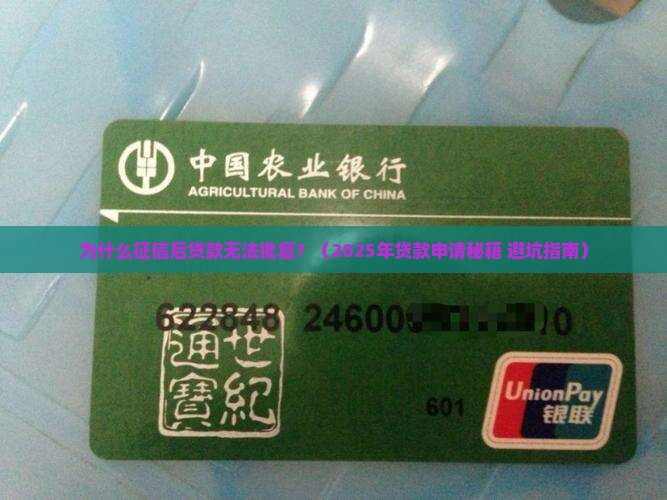 中国农业银行
AGRICULTURAL BANK OF CHINA
为什么征信后贷款无法批复？（2025年贷款申请秘籍 避坑指南）
622848 24600 0
世紀
通寶
601
UnionPay
银联